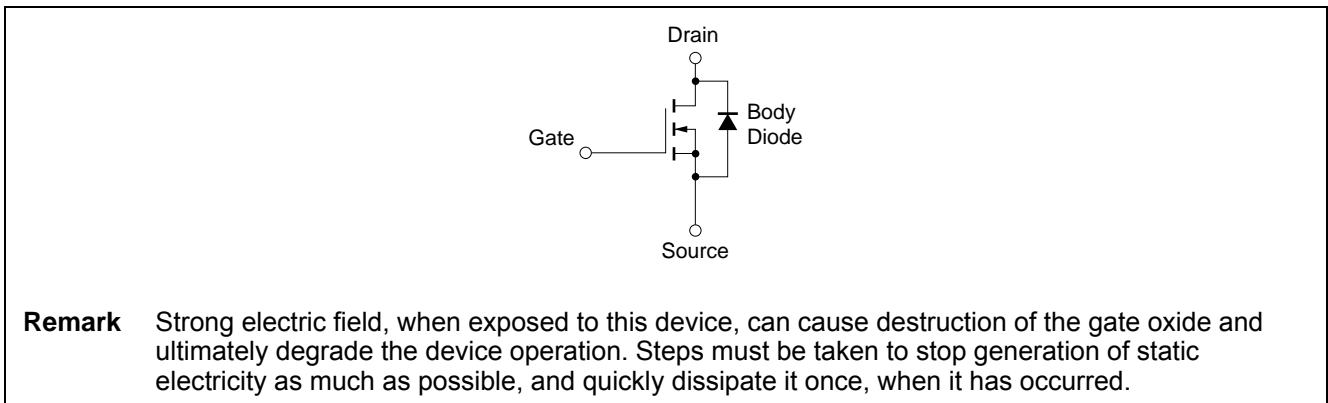 Drain
Body
Diode
Gate
Source
Remark Strong electric field, when exposed to this device, can cause destruction of the gate oxide and
ultimately degrade the device operation. Steps must be taken to stop generation of static
electricity as much as possible, and quickly dissipate it once, when it has occurred.